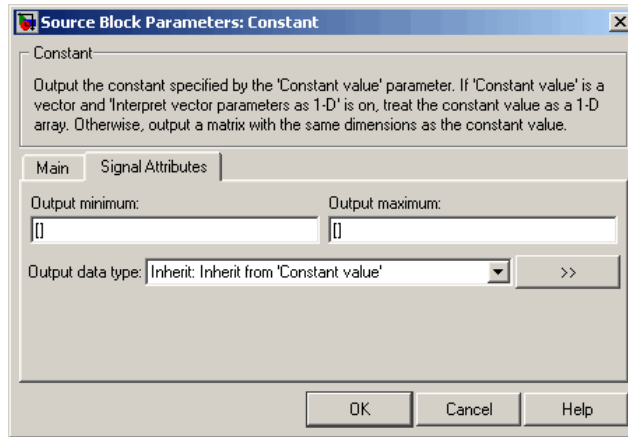 Source Block Parameters: Constant
Constant
Output the constant specified by the 'Constant value' parameter. If 'Constant value' is a
vector and 'Interpret vector parameters as 1-D' is on, treat the constant value as a 1-D
array. Otherwise, output a matrix with the same dimensions as the constant value.
Main Signal Attributes
Output minimum: Output maximum:
[] []
Output data type: Inherit: Inherit from 'Constant value' >>
OK Cancel Help